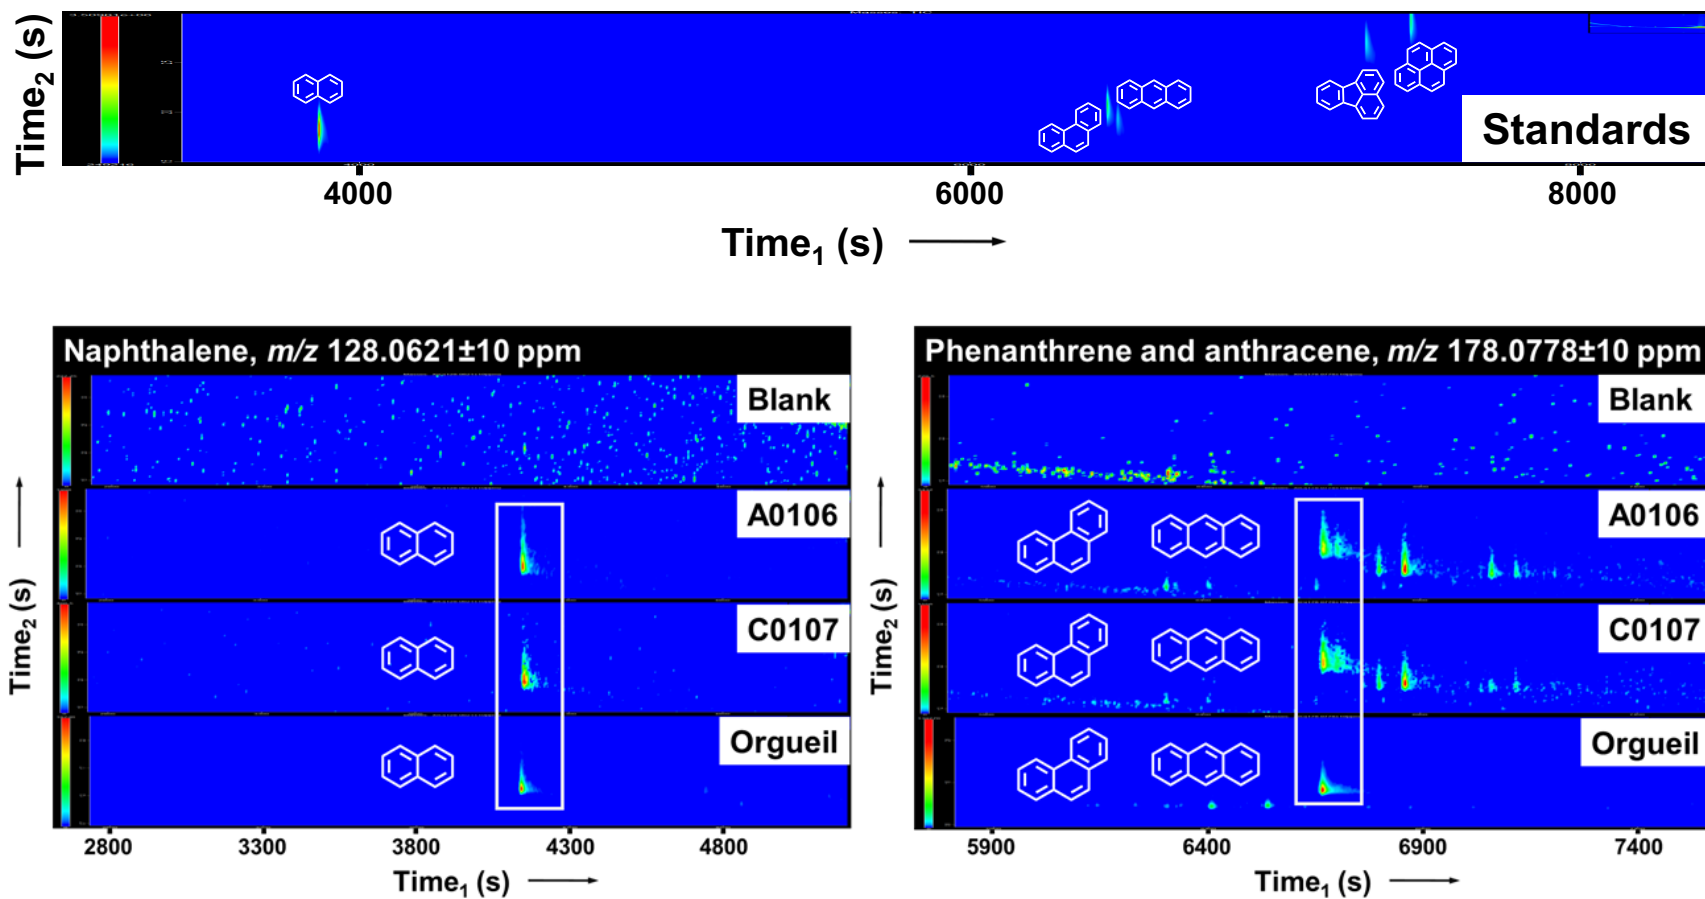 Time2 (s)
Standards
4000 6000 8000
Time1 (s)
Naphthalene, m/z 128.0621±10 ppm
Blank
A0106
C0107
Orgueil
Time2 (s)
2800 3300 3800 4300 4800
Time1 (s)
Phenanthrene and anthracene, m/z 178.0778±10 ppm
Blank
A0106
C0107
Orgueil
Time2 (s)
5900 6400 6900 7400
Time1 (s)